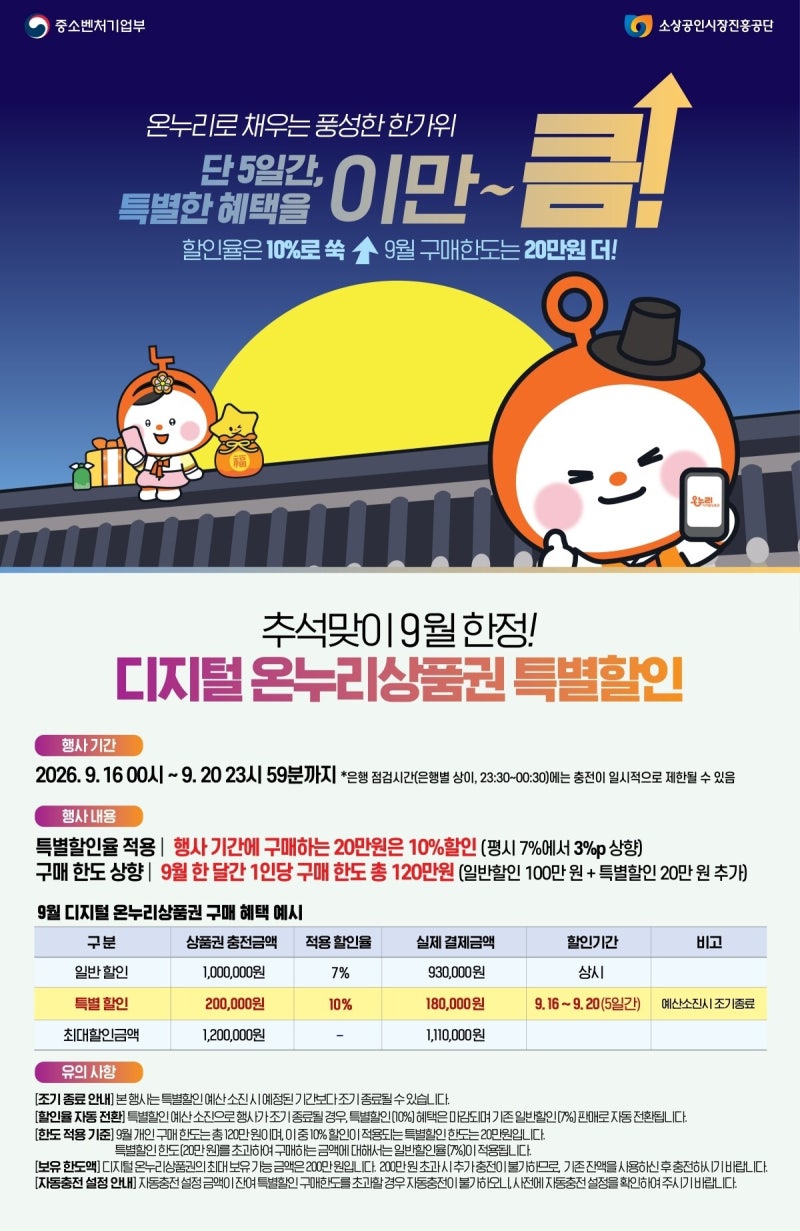 중소벤처기업부
소상공인시장진흥공단
온누리로 채우는 풍성한 한가위
단 5일간,
특별한 혜택을 이만~큼!
할인율은 10%로 쑥 9월 구매한도는 20만원 더!
福
온누리
추석맞이 9월 한정!
디지털 온누리상품권 특별할인
행사 기간
2026. 9. 16 00시 ~ 9. 20 23시 59분까지 *은행 점검시간(은행별 상이, 23:30~00:30)에는 충전이 일시적으로 제한될 수 있음
행사 내용
특별할인율 적용 | 행사 기간에 구매하는 20만원은 10%할인 (평시 7%에서 3%p 상향)
구매 한도 상향 | 9월 한 달간 1인당 구매 한도 총 120만원 (일반할인 100만 원 + 특별할인 20만 원 추가)
9월 디지털 온누리상품권 구매 혜택 예시
구 분 상품권 충전금액 적용 할인율 실제 결제금액 할인기간 비고
일반 할인 1,000,000원 7% 930,000원 상시
특별 할인 200,000원 10% 180,000원 9. 16 ~ 9. 20 (5일간) 예산소진시 조기종료
최대할인금액 1,200,000원 – 1,110,000원
유의 사항
[조기 종료 안내] 본 행사는 특별할인 예산 소진 시 예정된 기간보다 조기 종료될 수 있습니다.
[할인율 자동 전환] 특별할인 예산 소진으로 행사가 조기 종료될 경우, 특별할인(10%) 혜택은 마감되며 기존 일반할인(7%) 판매로 자동 전환됩니다.
[한도 적용 기준] 9월 개인 구매 한도는 총 120만 원이며, 이 중 10% 할인이 적용되는 특별할인 한도는 20만원입니다.
특별할인 한도(20만 원)를 초과하여 구매하는 금액에 대해서는 일반할인율(7%)이 적용됩니다.
[보유 한도액] 디지털 온누리상품권의 최대 보유 가능 금액은 200만 원입니다. 200만 원 초과 시 추가 충전이 불가하므로, 기존 잔액을 사용하신 후 충전하시기 바랍니다.
[자동충전 설정 안내] 자동충전 설정 금액이 잔여 특별할인 구매한도를 초과할 경우 자동충전이 불가하오니, 사전에 자동충전 설정을 확인하여 주시기 바랍니다.